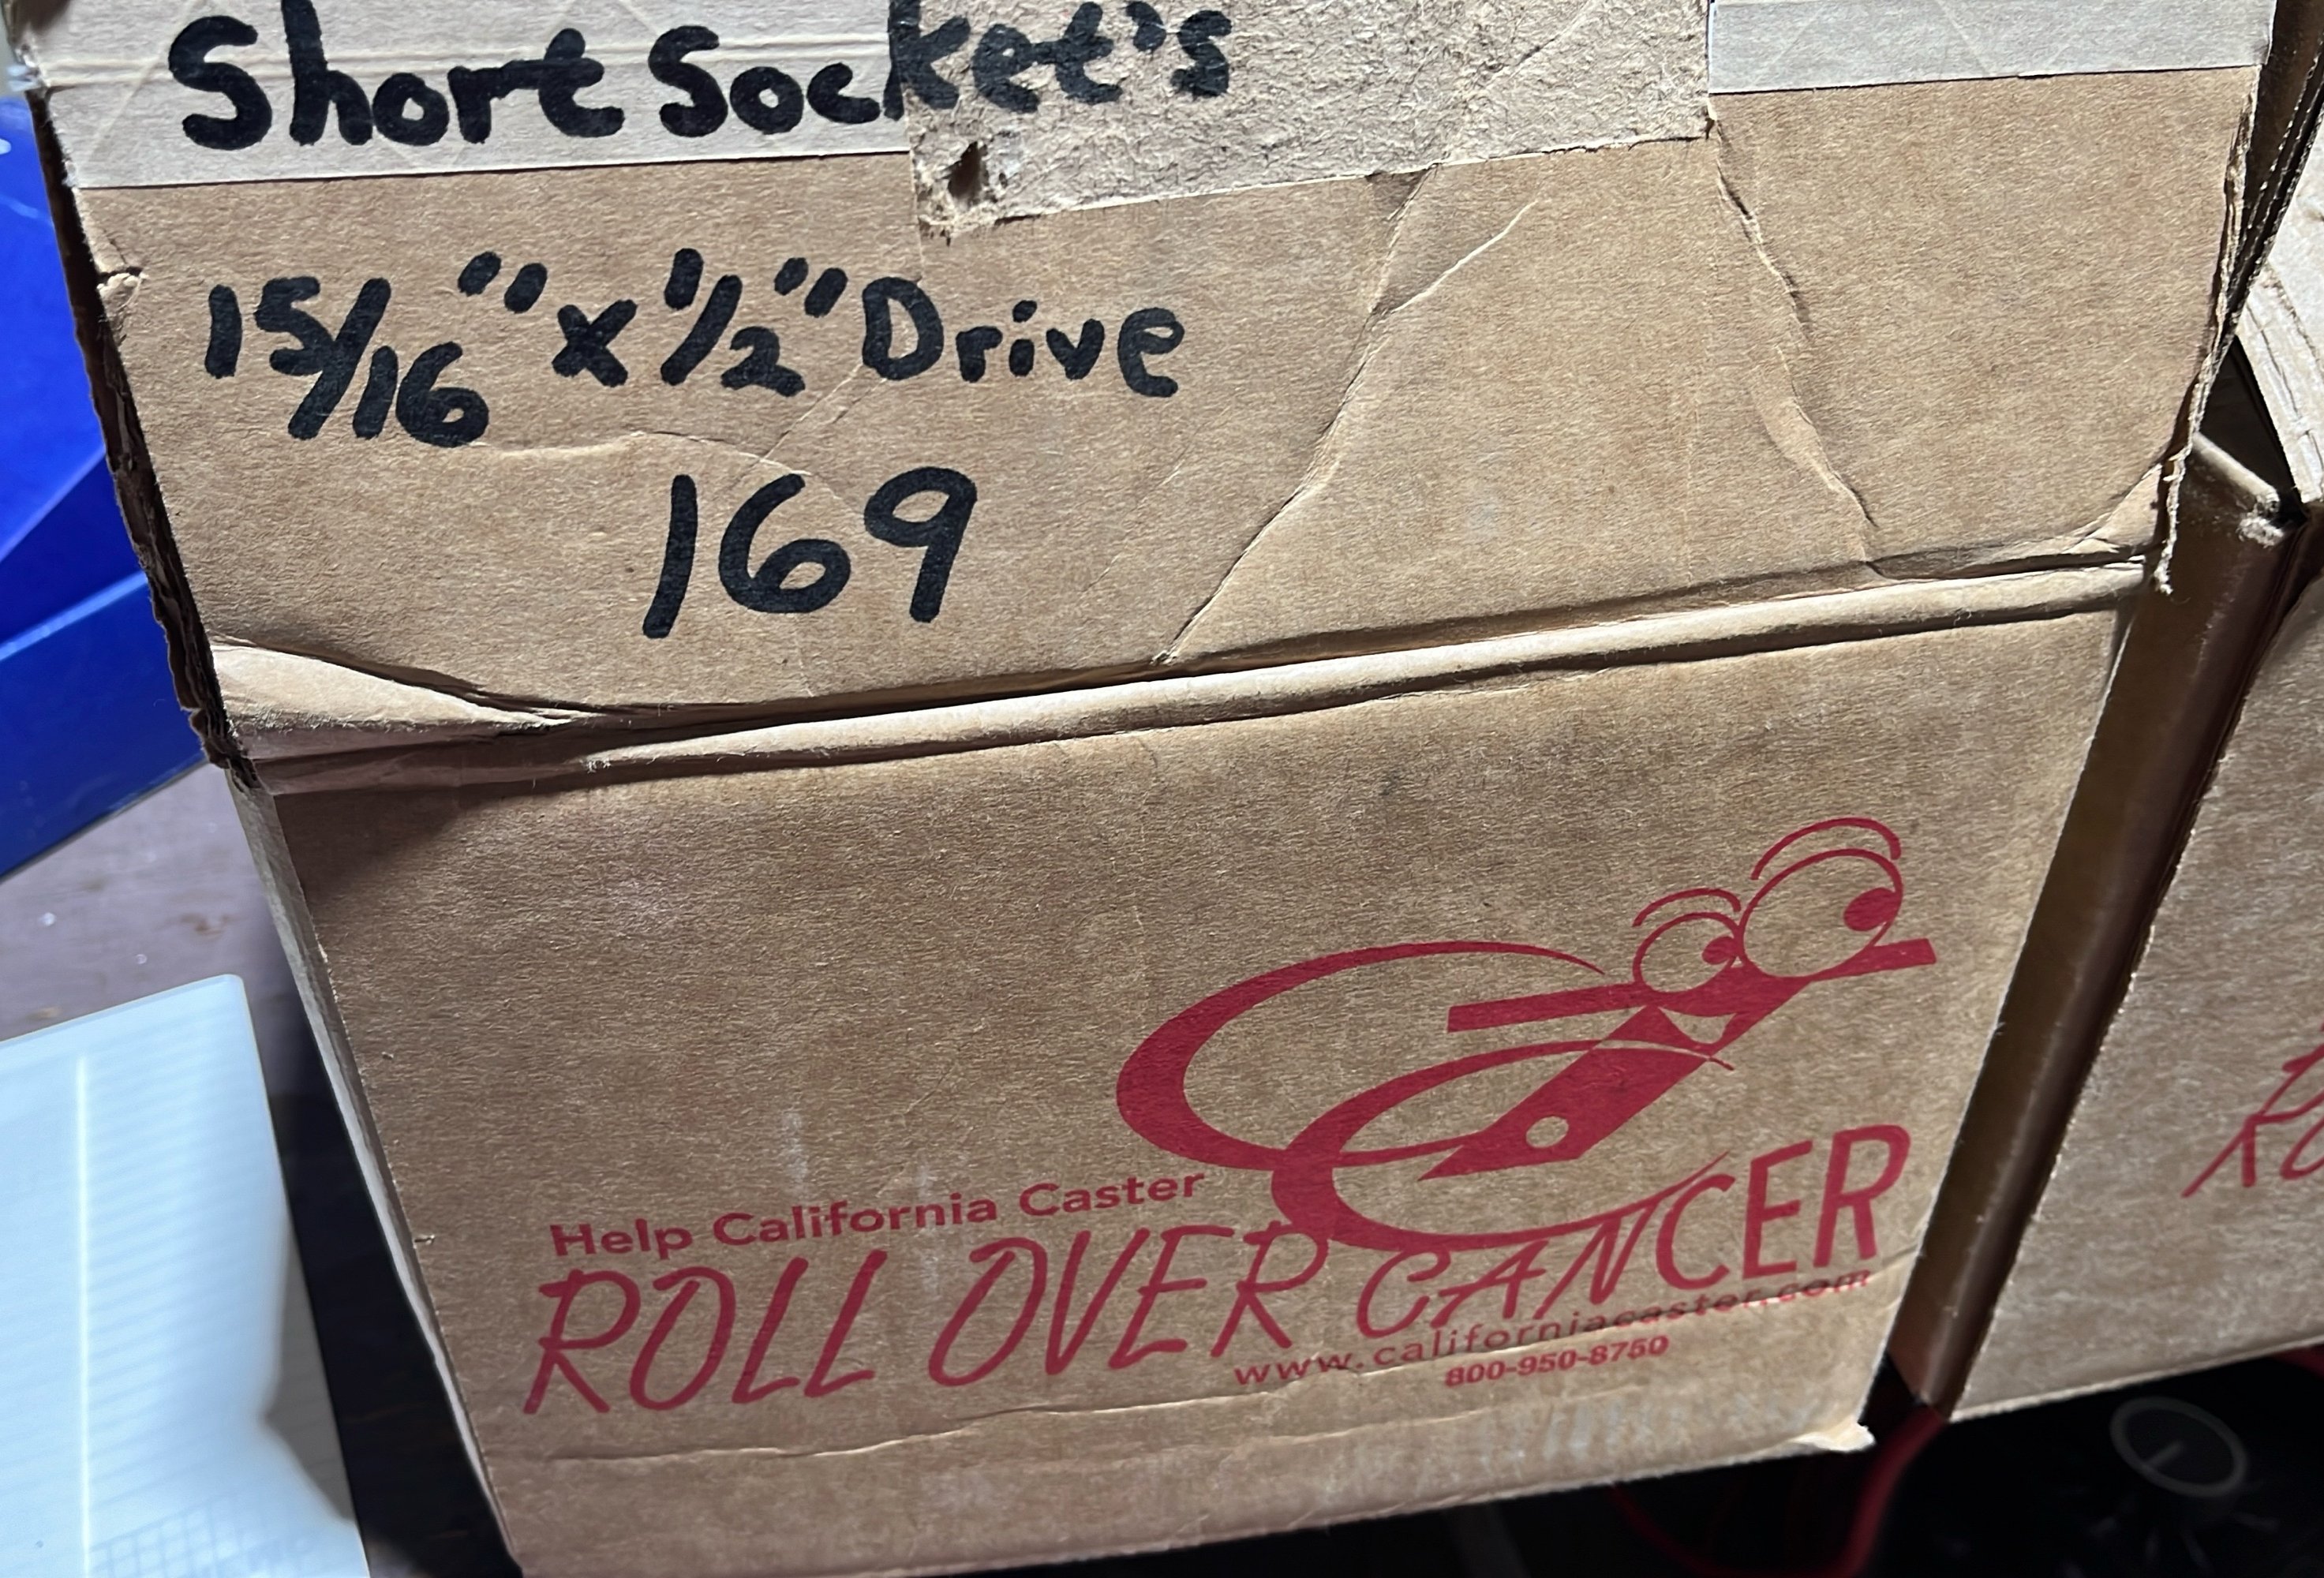 Short Socket's
15/16" x 1/2" Drive
169
Help California Caster
ROLL OVER CANCER
www.californiacaster.com
800-950-8750